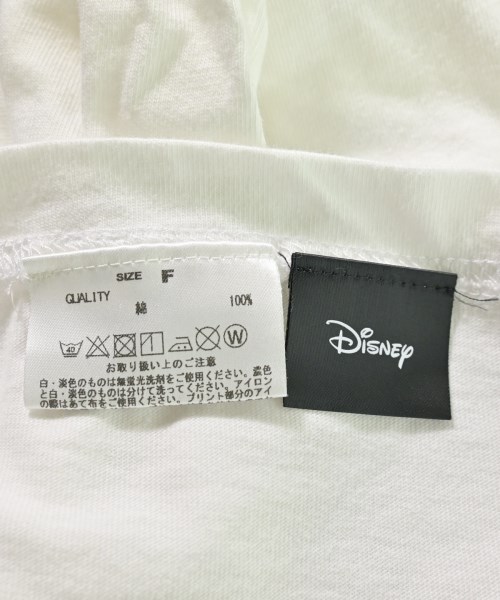 SIZE F
QUALITY
綿 100%
40 W
お取り扱い上のご注意
白・淡色のものは無蛍光洗剤をご使用ください。濃色
と白・淡色のものは分けて洗ってください。アイロン
の際はあて布をご使用ください。プリント部分のアイ
Disney